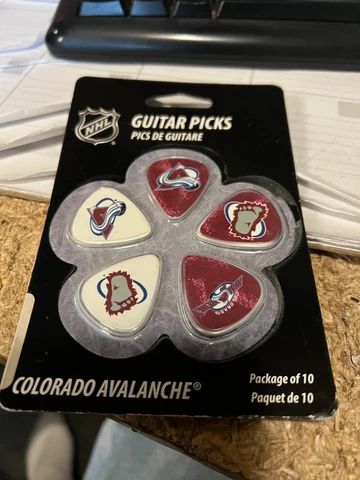 NHL
GUITAR PICKS
PICS DE GUITARE
COLORADO AVALANCHE®
Package of 10
Paquet de 10